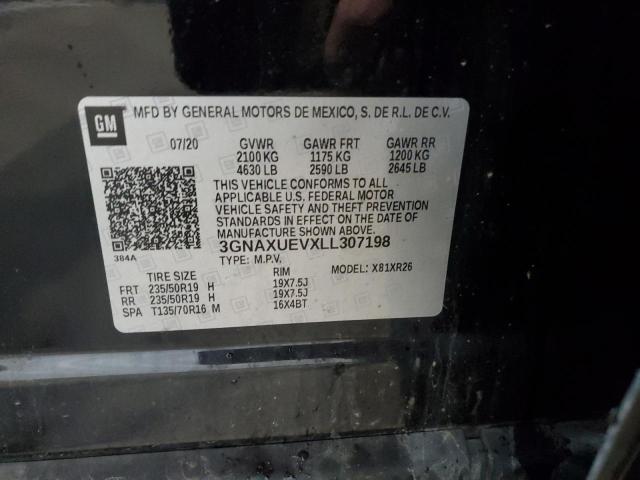 GM
MFD BY GENERAL MOTORS DE MEXICO, S. DE R.L. DE C.V.
07/20 GVWR GAWR FRT GAWR RR
2100 KG 1175 KG 1200 KG
4630 LB 2590 LB 2645 LB
THIS VEHICLE CONFORMS TO ALL
APPLICABLE U.S. FEDERAL MOTOR
VEHICLE SAFETY AND THEFT PREVENTION
STANDARDS IN EFFECT ON THE DATE OF
MANUFACTURE SHOWN ABOVE.
384A
3GNAXUEVXLL307198
TYPE: M.P.V. MODEL: X81XR26
TIRE SIZE RIM
FRT 235/50R19 H 19X7.5J
RR 235/50R19 H 19X7.5J
SPA T135/70R16 M 16X4BT